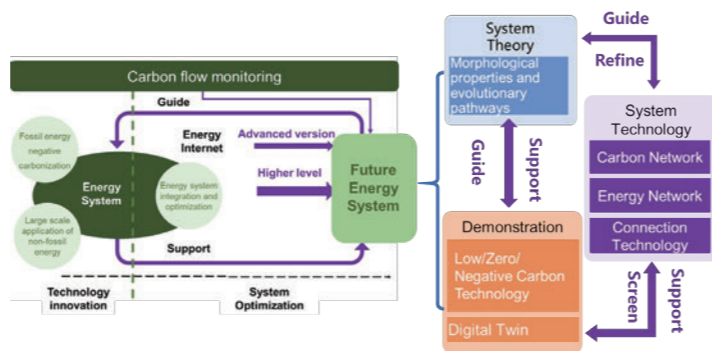 Carbon flow monitoring
Guide
Fossil energy
negative
carbonization
Energy
Internet
Advanced version
Energy
System
Energy system
integration and
optimization
Higher level
Large scale
application of
non-fossil
energy
Support
Future
Energy
System
Technology
innovation
System
Optimization
System
Theory
Morphological
properties and
evolutionary
pathways
Guide
Refine
Guide
Support
System
Technology
Carbon Network
Energy Network
Connection
Technology
Demonstration
Low/Zero/
Negative Carbon
Technology
Digital Twin
Screen
Support